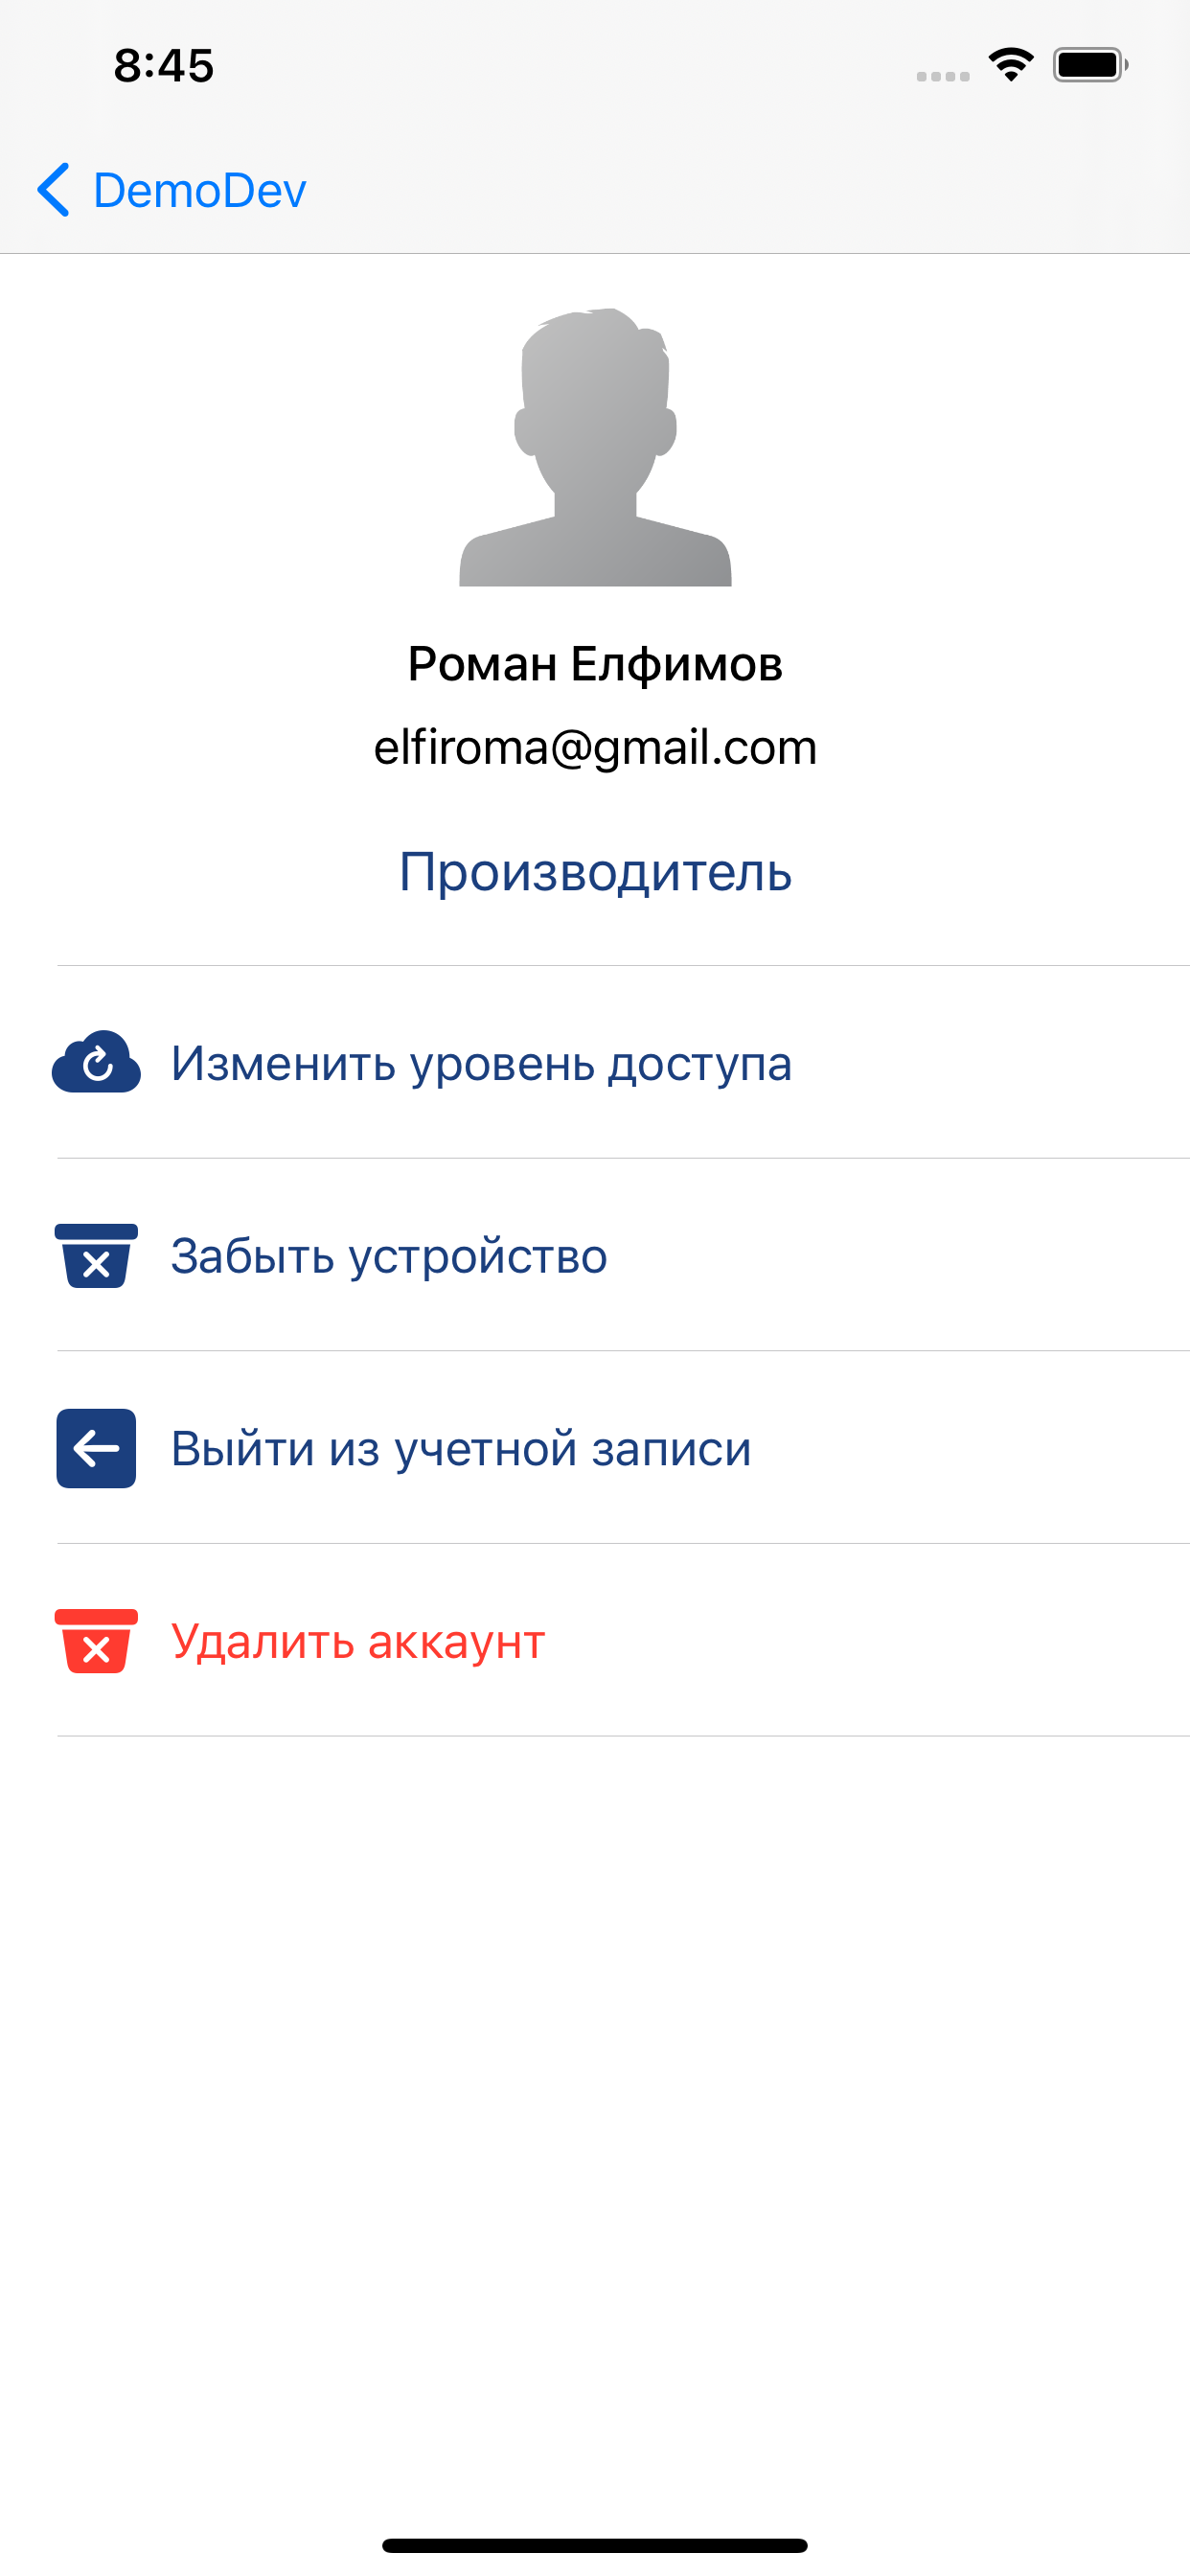 8:45
DemoDev
Роман Елфимов
elfiroma@gmail.com
Производитель
Изменить уровень доступа
Забыть устройство
Выйти из учетной записи
Удалить аккаунт